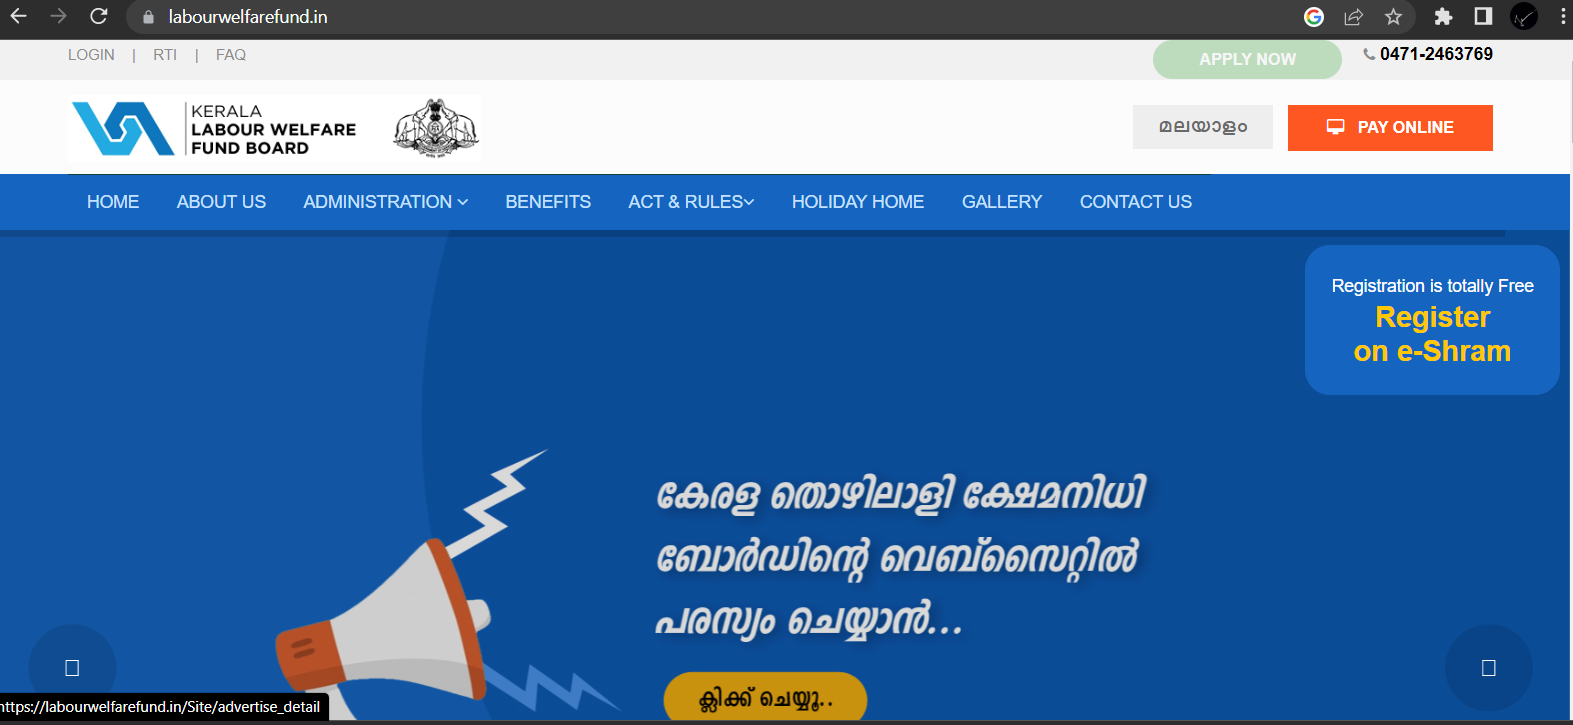 labourwelfarefund.in
LOGIN | RTI | FAQ
APPLY NOW
0471-2463769
KERALA
LABOUR WELFARE
FUND BOARD
മലയാളം
PAY ONLINE
HOME ABOUT US ADMINISTRATION BENEFITS ACT & RULES HOLIDAY HOME GALLERY CONTACT US
Registration is totally Free
Register
on e-Shram
കേരള തൊഴിലാളി ക്ഷേമനിധി
ബോർഡിന്റെ വെബ്സൈറ്റിൽ
പരസ്യം ചെയ്യാൻ...
ക്ലിക്ക് ചെയ്യൂ..
https://labourwelfarefund.in/Site/advertise_detail